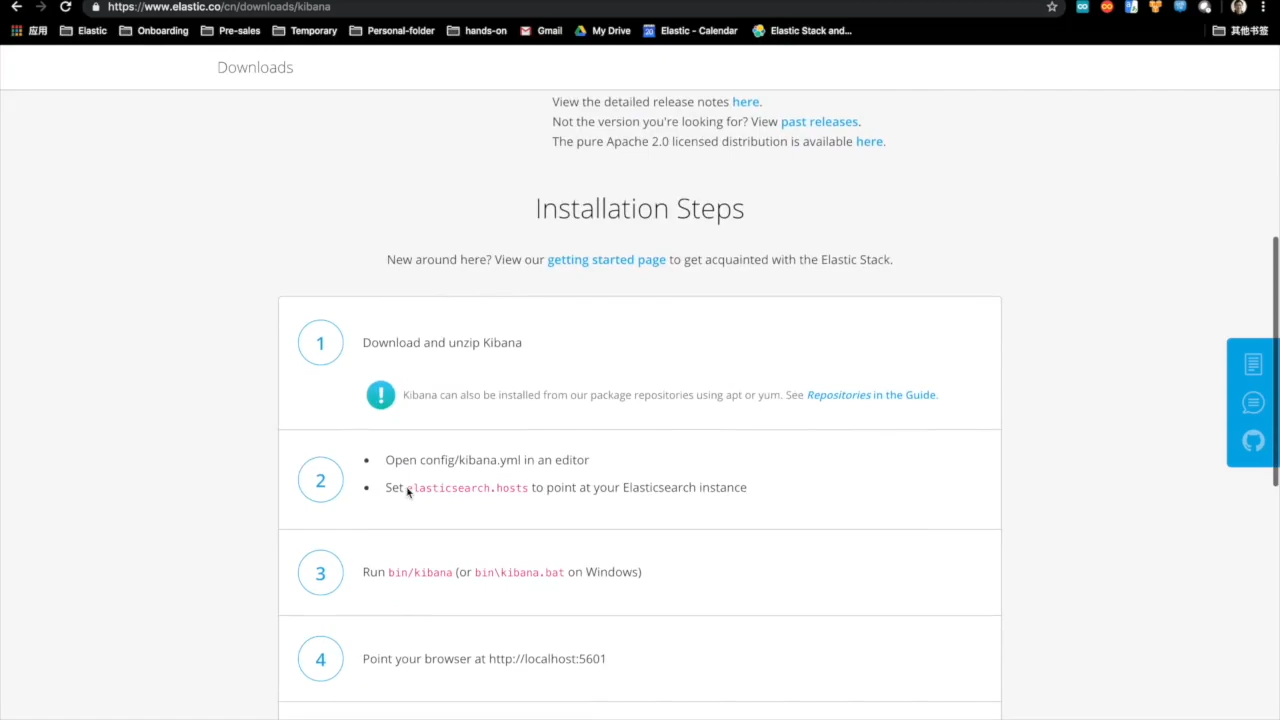 https://www.elastic.co/cn/downloads/kibana
应用 Elastic Onboarding Pre-sales Temporary Personal-folder hands-on Gmail My Drive 20 Elastic - Calendar Elastic Stack and... 其他书签
Downloads
View the detailed release notes here.
Not the version you're looking for? View past releases.
The pure Apache 2.0 licensed distribution is available here.
Installation Steps
New around here? View our getting started page to get acquainted with the Elastic Stack.
1 Download and unzip Kibana
! Kibana can also be installed from our package repositories using apt or yum. See Repositories in the Guide.
2
• Open config/kibana.yml in an editor
• Set elasticsearch.hosts to point at your Elasticsearch instance
3 Run bin/kibana (or bin\kibana.bat on Windows)
4 Point your browser at http://localhost:5601